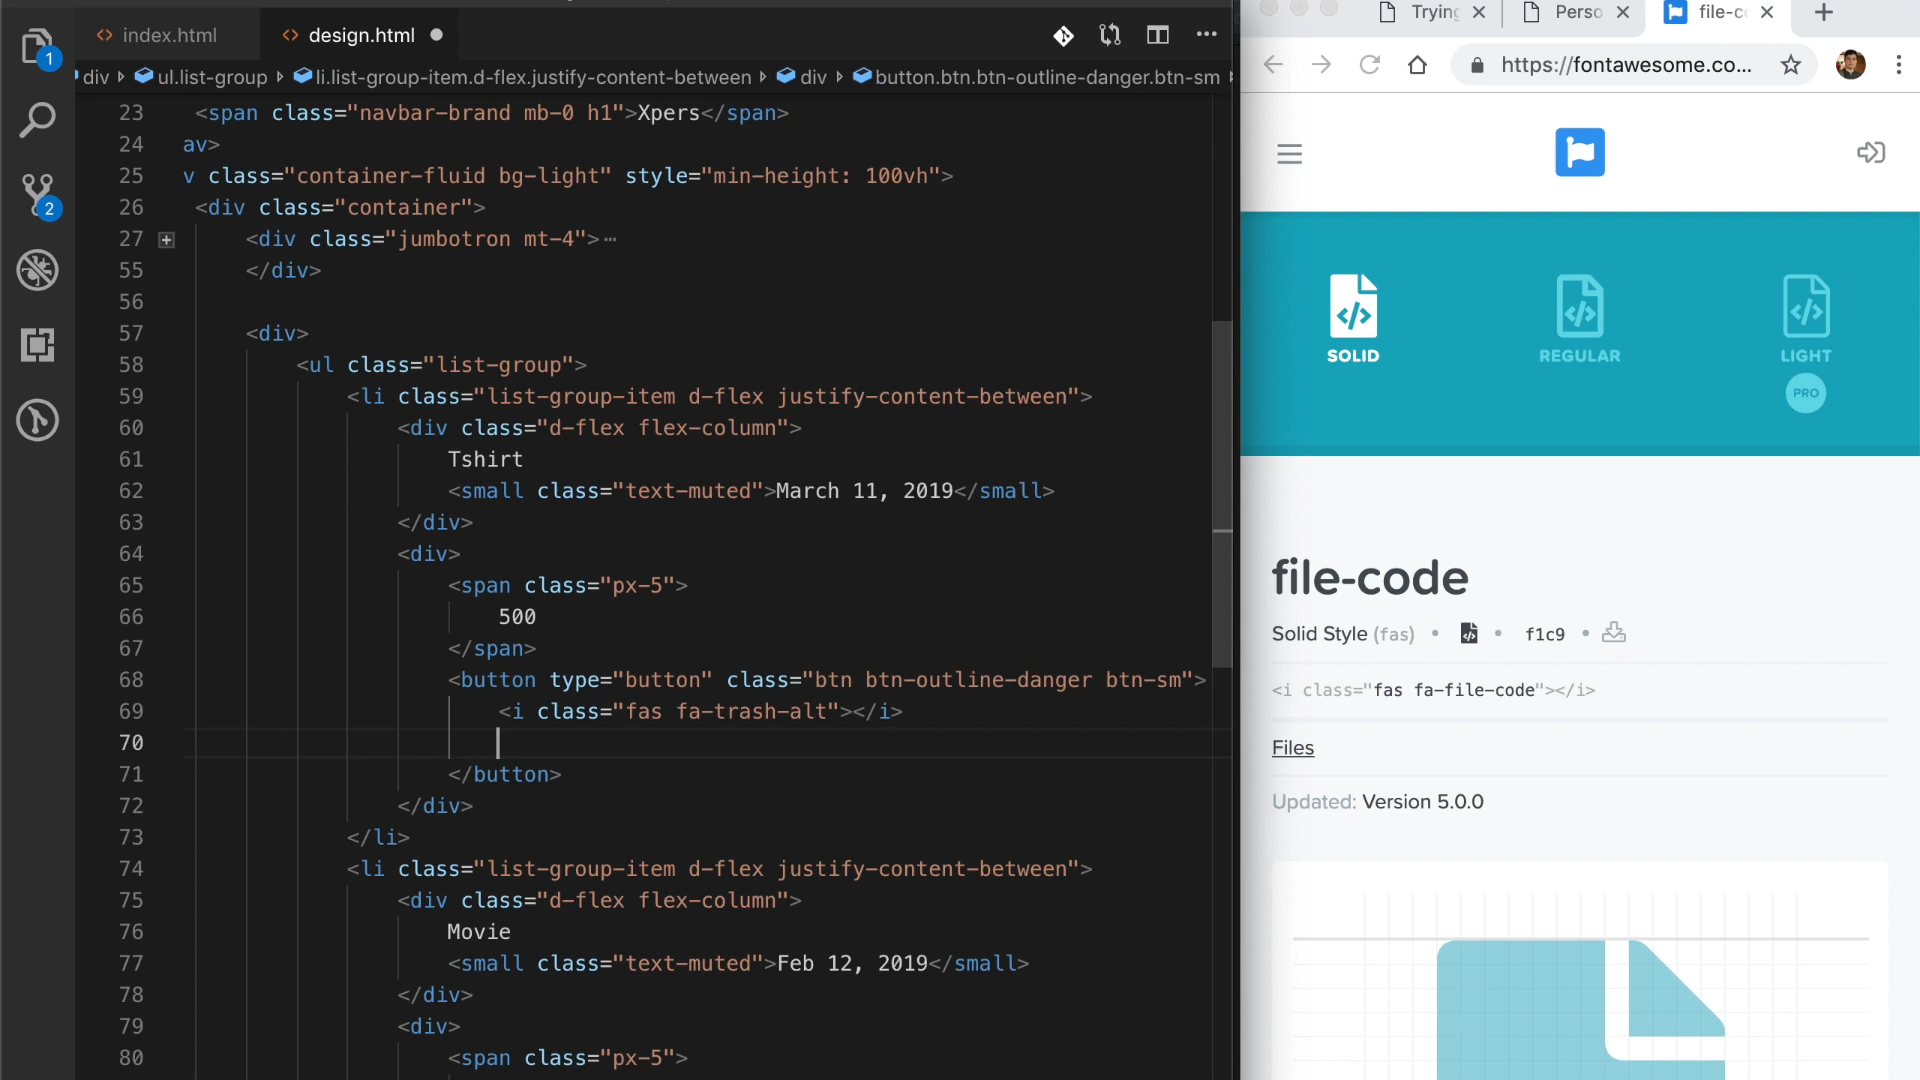 index.html
design.html
div ul.list-group li.list-group-item.d-flex.justify-content-between div button.btn.btn-outline-danger.btn-sm
1
2
23 <span class="navbar-brand mb-0 h1">Xpers</span>
24 av>
25 v class="container-fluid bg-light" style="min-height: 100vh">
26 <div class="container">
27 <div class="jumbotron mt-4">…
55 </div>
56
57 <div>
58 <ul class="list-group">
59 <li class="list-group-item d-flex justify-content-between">
60 <div class="d-flex flex-column">
61 Tshirt
62 <small class="text-muted">March 11, 2019</small>
63 </div>
64 <div>
65 <span class="px-5">
66 500
67 </span>
68 <button type="button" class="btn btn-outline-danger btn-sm">
69 <i class="fas fa-trash-alt"></i>
70
71 </button>
72 </div>
73 </li>
74 <li class="list-group-item d-flex justify-content-between">
75 <div class="d-flex flex-column">
76 Movie
77 <small class="text-muted">Feb 12, 2019</small>
78 </div>
79 <div>
80 <span class="px-5">
Trying
Perso
file-c
https://fontawesome.co...
SOLID
REGULAR
LIGHT
PRO
file-code
Solid Style (fas) • • f1c9 •
<i class="fas fa-file-code"></i>
Files
Updated: Version 5.0.0